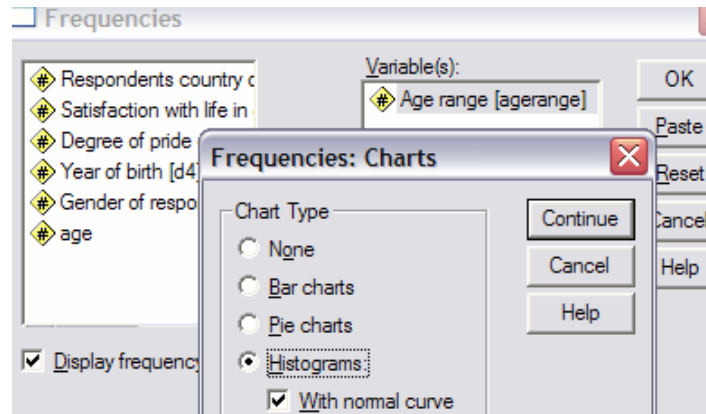 Frequencies
Respondents country c
Satisfaction with life in
Degree of pride
Year of birth [d4]
Gender of respo
age
Display frequenc
Variable(s):
Age range [agerange]
OK
Paste
Reset
Cancel
Help
Frequencies: Charts
Chart Type
None
Bar charts
Pie charts
Histograms:
With normal curve
Continue
Cancel
Help